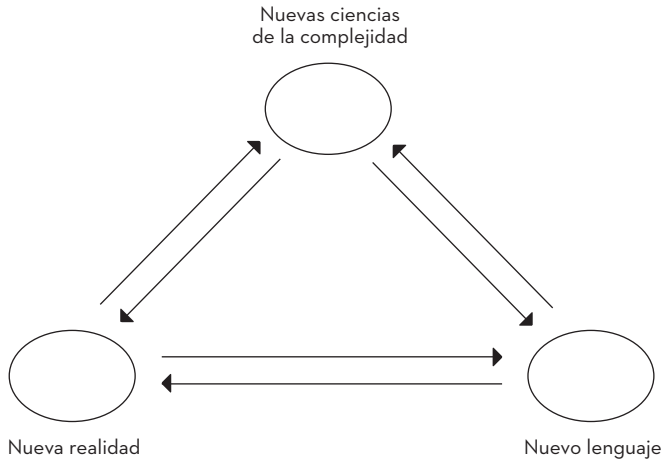 Nuevas ciencias
de la complejidad
Nueva realidad
Nuevo lenguaje